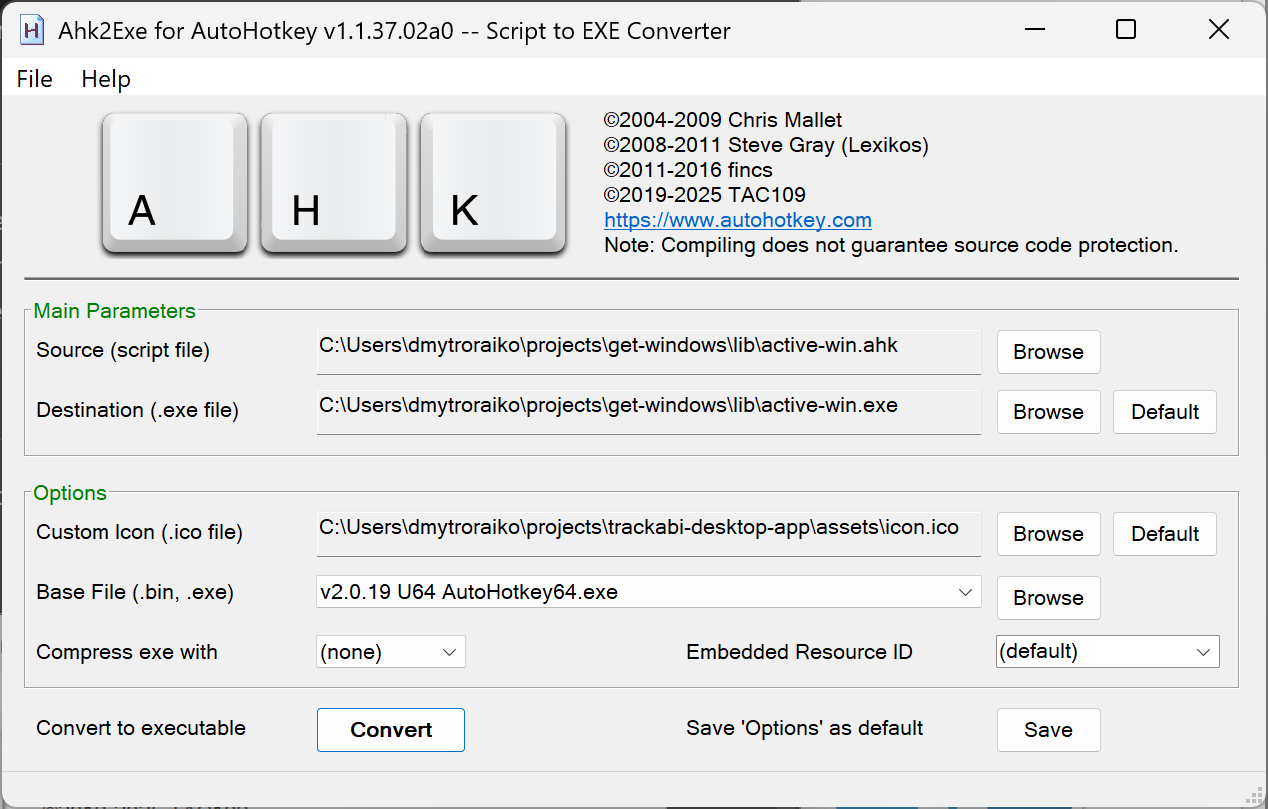 Ahk2Exe for AutoHotkey v1.1.37.02a0 -- Script to EXE Converter
File Help
A H K
©2004-2009 Chris Mallet
©2008-2011 Steve Gray (Lexikos)
©2011-2016 fincs
©2019-2025 TAC109
https://www.autohotkey.com
Note: Compiling does not guarantee source code protection.
Main Parameters
Source (script file) C:\Users\dmytroraiko\projects\get-windows\lib\active-win.ahk Browse
Destination (.exe file) C:\Users\dmytroraiko\projects\get-windows\lib\active-win.exe Browse Default
Options
Custom Icon (.ico file) C:\Users\dmytroraiko\projects\trackabi-desktop-app\assets\icon.ico Browse Default
Base File (.bin, .exe) v2.0.19 U64 AutoHotkey64.exe Browse
Compress exe with (none) Embedded Resource ID (default)
Convert to executable Convert Save 'Options' as default Save